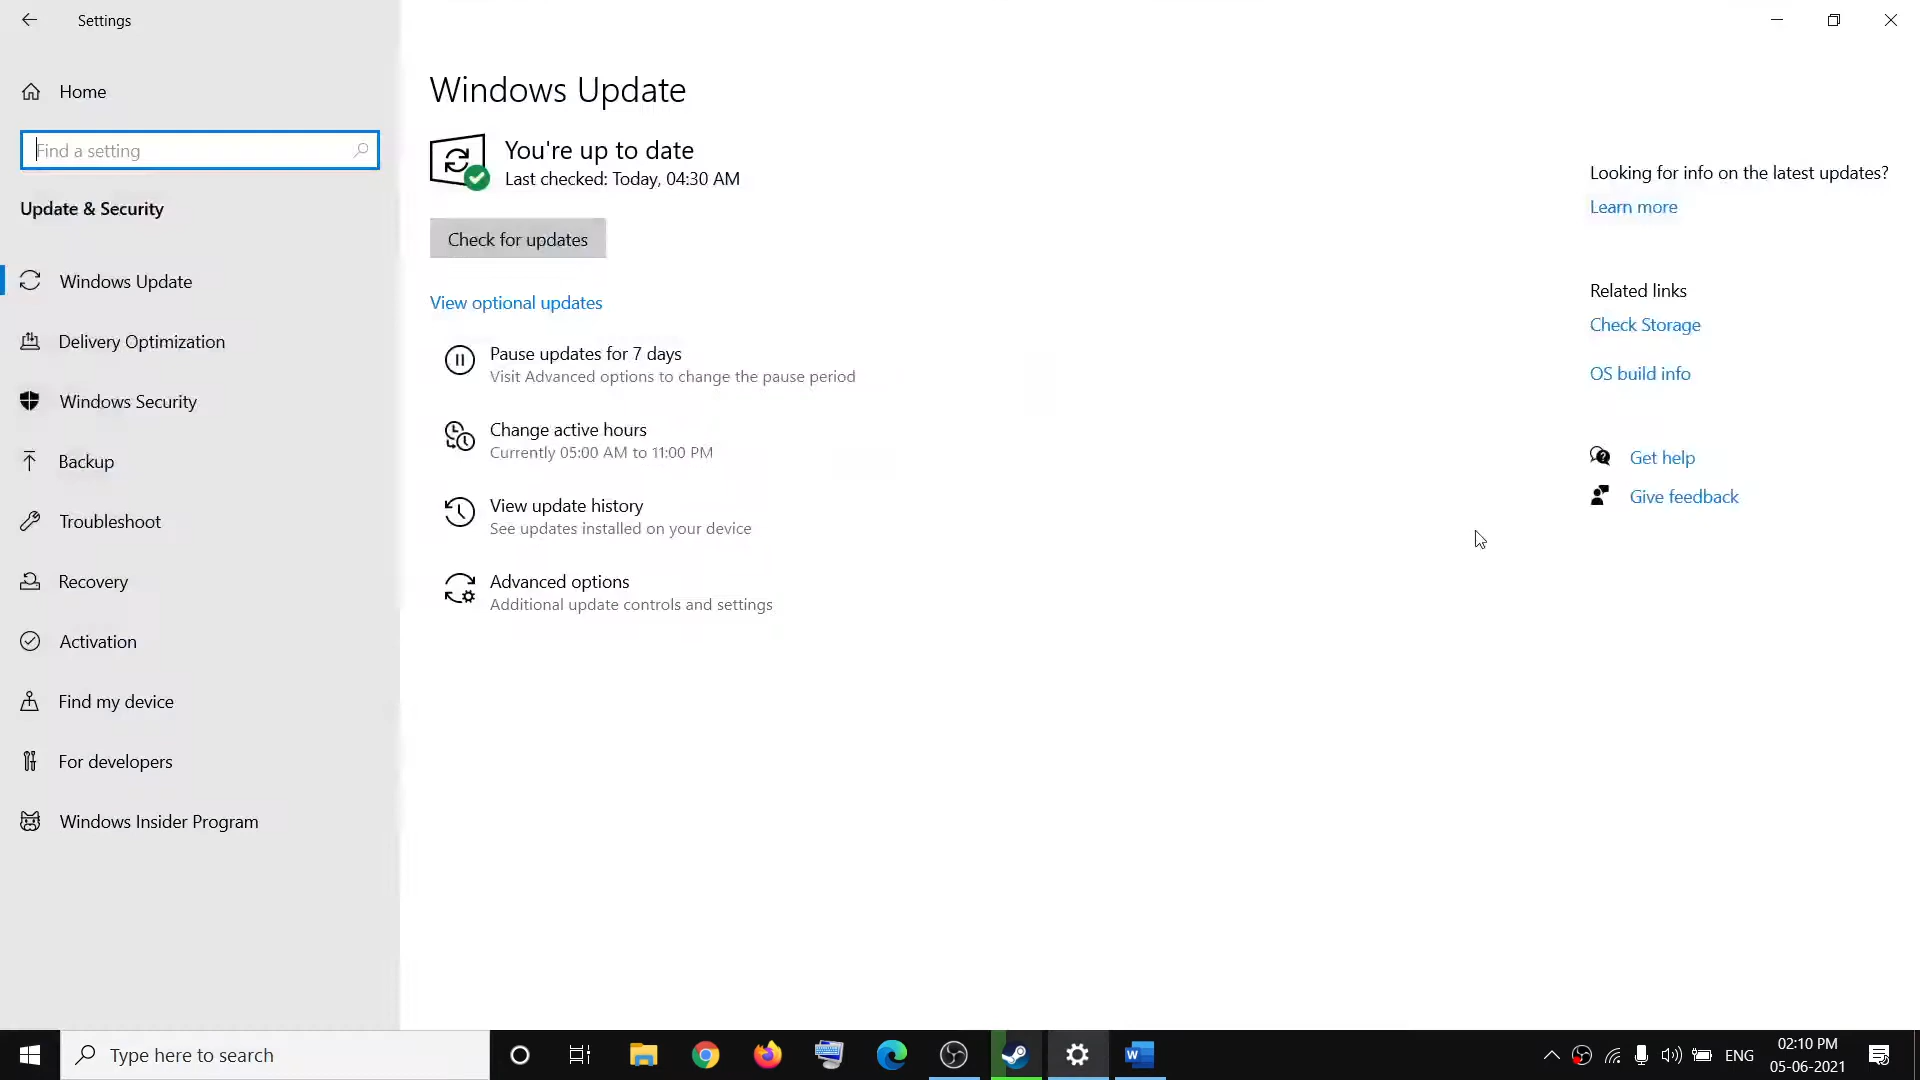 Settings
Home
Find a setting
Update & Security
Windows Update
Delivery Optimization
Windows Security
Backup
Troubleshoot
Recovery
Activation
Find my device
For developers
Windows Insider Program
Windows Update
You're up to date
Last checked: Today, 04:30 AM
Check for updates
View optional updates
Pause updates for 7 days
Visit Advanced options to change the pause period
Change active hours
Currently 05:00 AM to 11:00 PM
View update history
See updates installed on your device
Advanced options
Additional update controls and settings
Looking for info on the latest updates?
Learn more
Related links
Check Storage
OS build info
Get help
Give feedback
Type here to search
ENG
02:10 PM
05-06-2021